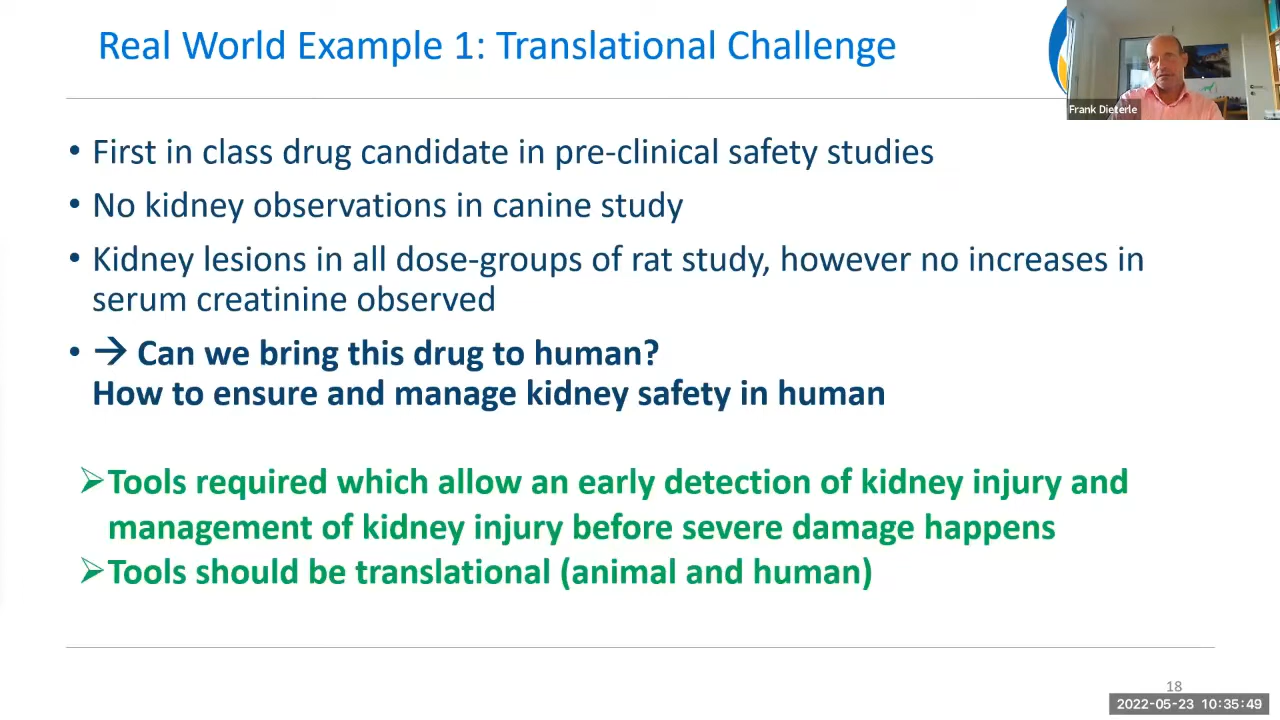 Real World Example 1: Translational Challenge
Frank Dieterle
• First in class drug candidate in pre-clinical safety studies
• No kidney observations in canine study
• Kidney lesions in all dose-groups of rat study, however no increases in
serum creatinine observed
• → Can we bring this drug to human?
How to ensure and manage kidney safety in human
➢Tools required which allow an early detection of kidney injury and
management of kidney injury before severe damage happens
➢Tools should be translational (animal and human)
18
2022-05-23 10:35:49